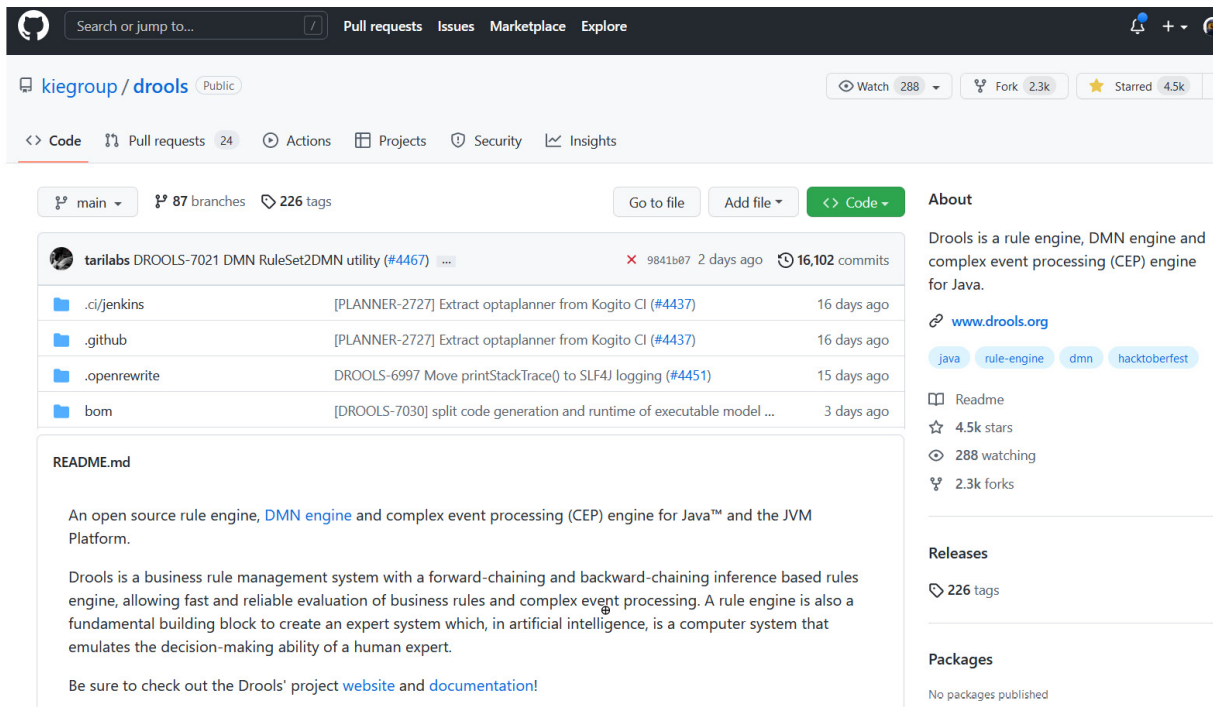 Search or jump to... / Pull requests Issues Marketplace Explore
kiegroup / drools Public Watch 288 Fork 2.3k Starred 4.5k
Code Pull requests 24 Actions Projects Security Insights
main 87 branches 226 tags Go to file Add file Code
tarilabs DROOLS-7021 DMN RuleSet2DMN utility (#4467) ... 9841b07 2 days ago 16,102 commits
.ci/jenkins [PLANNER-2727] Extract optaplanner from Kogito CI (#4437) 16 days ago
.github [PLANNER-2727] Extract optaplanner from Kogito CI (#4437) 16 days ago
.openrewrite DROOLS-6997 Move printStackTrace() to SLF4J logging (#4451) 15 days ago
bom [DROOLS-7030] split code generation and runtime of executable model ... 3 days ago
README.md
An open source rule engine, DMN engine and complex event processing (CEP) engine for Java™ and the JVM
Platform.
Drools is a business rule management system with a forward-chaining and backward-chaining inference based rules
engine, allowing fast and reliable evaluation of business rules and complex event processing. A rule engine is also a
fundamental building block to create an expert system which, in artificial intelligence, is a computer system that
emulates the decision-making ability of a human expert.
Be sure to check out the Drools' project website and documentation!
About
Drools is a rule engine, DMN engine and
complex event processing (CEP) engine
for Java.
www.drools.org
java rule-engine dmn hacktoberfest
Readme
4.5k stars
288 watching
2.3k forks
Releases
226 tags
Packages
No packages published